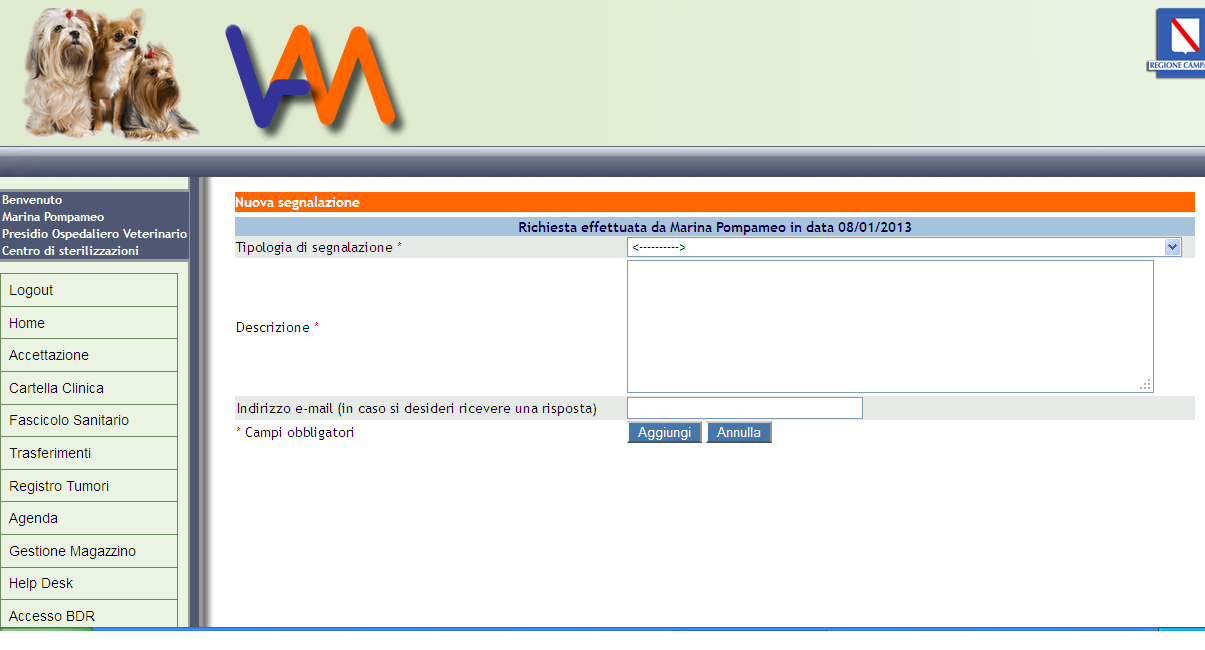 VAM
REGIONE CAMPA
Benvenuto
Marina Pompameo
Presidio Ospedaliero Veterinario
Centro di sterilizzazioni
Logout
Home
Accettazione
Cartella Clinica
Fascicolo Sanitario
Trasferimenti
Registro Tumori
Agenda
Gestione Magazzino
Help Desk
Accesso BDR
Nuova segnalazione
Richiesta effettuata da Marina Pompameo in data 08/01/2013
Tipologia di segnalazione * <---------->
Descrizione *
Indirizzo e-mail (in caso si desideri ricevere una risposta)
* Campi obbligatori Aggiungi Annulla